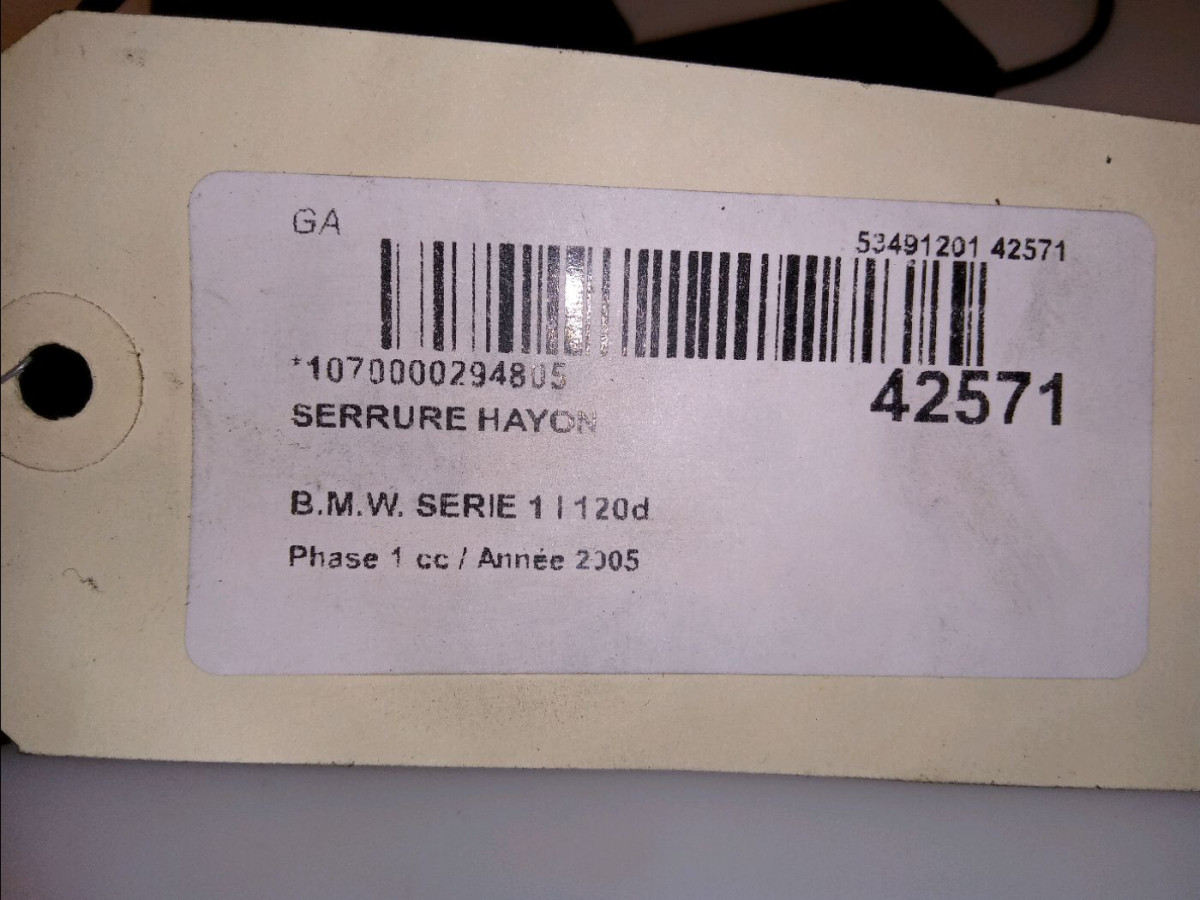 GA
53491201 42571
*1070000294805
42571
SERRURE HAYON
B.M.W. SERIE 1 I 120d
Phase 1 cc / Année 2005